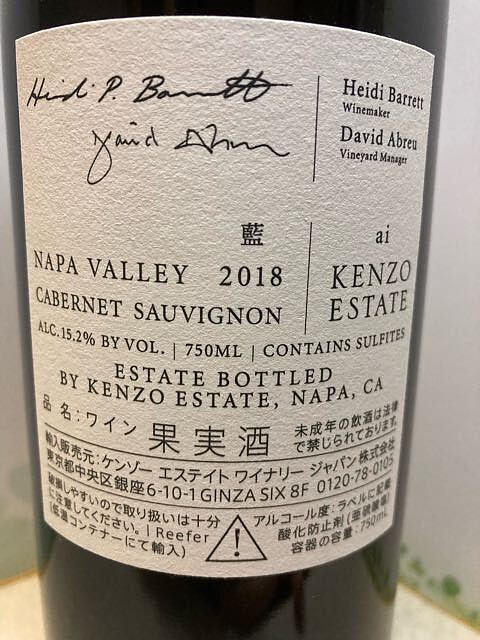 Heidi P. Barrett
David Abreu
Heidi Barrett
Winemaker
David Abreu
Vineyard Manager
藍
ai
NAPA VALLEY 2018
CABERNET SAUVIGNON
KENZO
ESTATE
ALC. 15.2% BY VOL. | 750ML | CONTAINS SULFITES
ESTATE BOTTLED
BY KENZO ESTATE, NAPA, CA
品 名:ワイン 果実酒
未成年の飲酒は法律
で禁じられております。
輸入販売元:ケンゾー エステイト ワイナリー ジャパン株式会社
東京都中央区銀座6-10-1 GINZA SIX 8F 0120-78-0105
破損しやすいので取り扱いは十分
に注意してください。| Reefer
(低温コンテナーにて輸入)
アルコール度:ラベルに記載
酸化防止剤(亜硫酸塩)
容器の容量:750mL